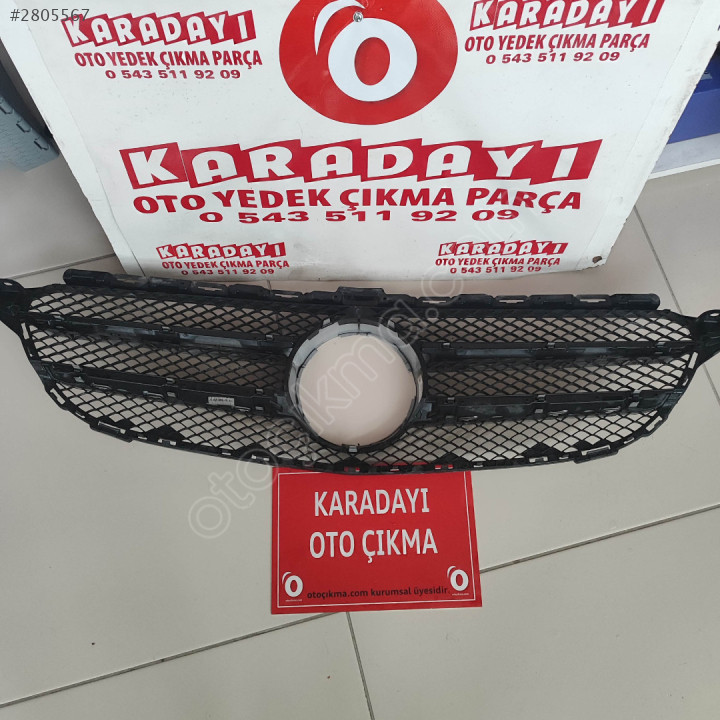 #2805567
KARADAYI
OTO YEDEK ÇIKMA PARÇA
0 543 511 92 09
KARADAYI
OTO YEDEK ÇIKMA PARÇA
0 543 511 92 09
KARADAYI
OTO YEDEK ÇIKMA PARÇA
0 543 511 92 09
KARADAYI
OTO YEDEK ÇIKMA PARÇA
0 543 511 92 09
KARADAYI
OTO YEDEK ÇIKMA PARÇA
0 543 511 92 09
otocikma.com
KARADAYI
OTO ÇIKMA
otoçıkma.com kurumsal üyesidir